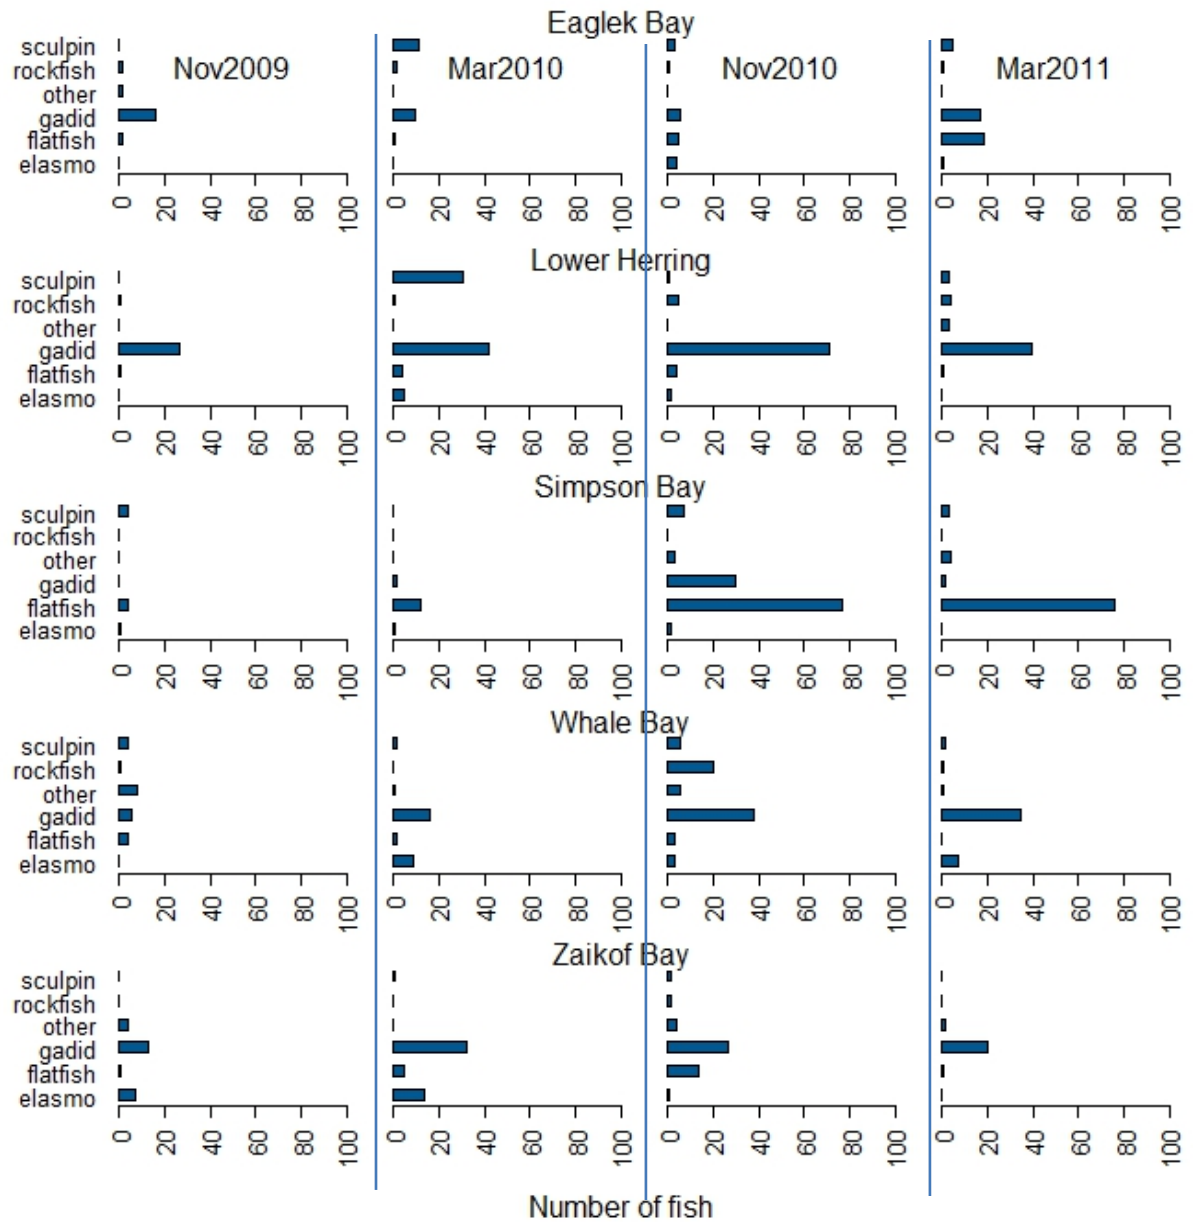 Eaglek Bay
Nov2009 Mar2010 Nov2010 Mar2011
sculpin
rockfish
other
gadid
flatfish
elasmo
0 20 40 60 80 100 0 20 40 60 80 100 0 20 40 60 80 100 0 20 40 60 80 100
Lower Herring
sculpin
rockfish
other
gadid
flatfish
elasmo
0 20 40 60 80 100 0 20 40 60 80 100 0 20 40 60 80 100 0 20 40 60 80 100
Simpson Bay
sculpin
rockfish
other
gadid
flatfish
elasmo
0 20 40 60 80 100 0 20 40 60 80 100 0 20 40 60 80 100 0 20 40 60 80 100
Whale Bay
sculpin
rockfish
other
gadid
flatfish
elasmo
0 20 40 60 80 100 0 20 40 60 80 100 0 20 40 60 80 100 0 20 40 60 80 100
Zaikof Bay
sculpin
rockfish
other
gadid
flatfish
elasmo
0 20 40 60 80 100 0 20 40 60 80 100 0 20 40 60 80 100 0 20 40 60 80 100
Number of fish